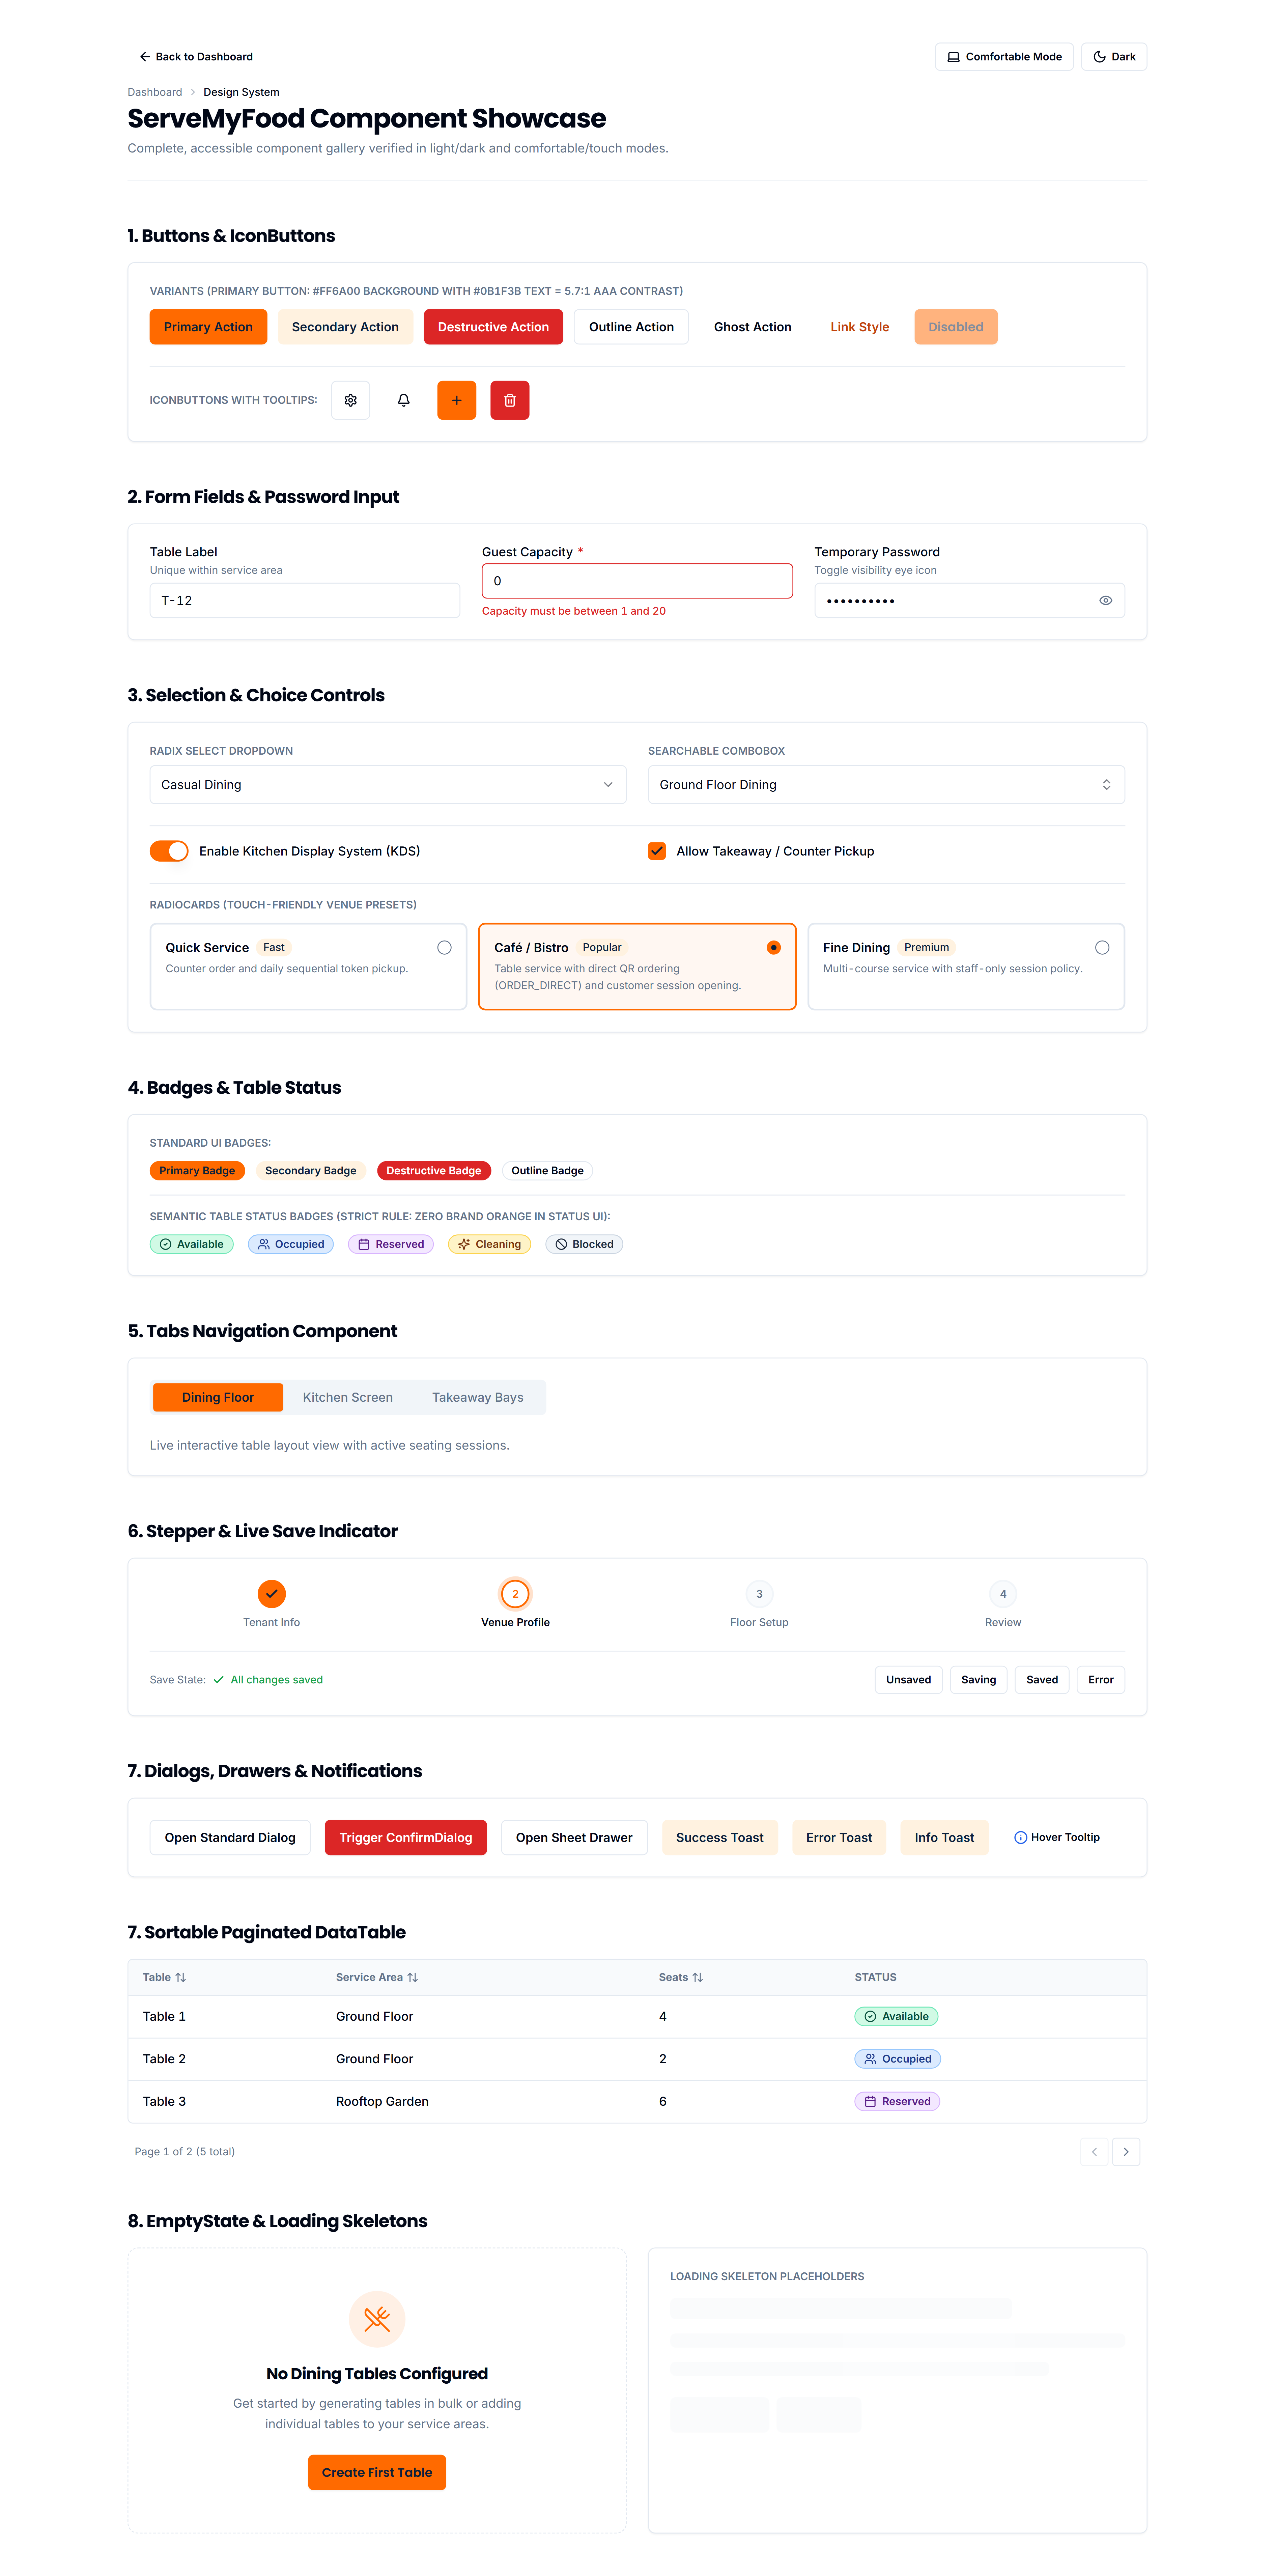 Back to Dashboard
Comfortable Mode
Dark
Dashboard > Design System
ServeMyFood Component Showcase
Complete, accessible component gallery verified in light/dark and comfortable/touch modes.
1. Buttons & IconButtons
VARIANTS (PRIMARY BUTTON: #FF6A00 BACKGROUND WITH #0B1F3B TEXT = 5.7:1 AAA CONTRAST)
Primary Action
Secondary Action
Destructive Action
Outline Action
Ghost Action
Link Style
Disabled
ICONBUTTONS WITH TOOLTIPS:
2. Form Fields & Password Input
Table Label
Unique within service area
T-12
Guest Capacity *
0
Capacity must be between 1 and 20
Temporary Password
Toggle visibility eye icon
••••••••••
3. Selection & Choice Controls
RADIX SELECT DROPDOWN
Casual Dining
SEARCHABLE COMBOBOX
Ground Floor Dining
Enable Kitchen Display System (KDS)
Allow Takeaway / Counter Pickup
RADIOCARDS (TOUCH-FRIENDLY VENUE PRESETS)
Quick Service Fast
Counter order and daily sequential token pickup.
Café / Bistro Popular
Table service with direct QR ordering
(ORDER_DIRECT) and customer session opening.
Fine Dining Premium
Multi-course service with staff-only session policy.
4. Badges & Table Status
STANDARD UI BADGES:
Primary Badge
Secondary Badge
Destructive Badge
Outline Badge
SEMANTIC TABLE STATUS BADGES (STRICT RULE: ZERO BRAND ORANGE IN STATUS UI):
Available
Occupied
Reserved
Cleaning
Blocked
5. Tabs Navigation Component
Dining Floor
Kitchen Screen
Takeaway Bays
Live interactive table layout view with active seating sessions.
6. Stepper & Live Save Indicator
Tenant Info
2
Venue Profile
3
Floor Setup
4
Review
Save State: All changes saved
Unsaved
Saving
Saved
Error
7. Dialogs, Drawers & Notifications
Open Standard Dialog
Trigger ConfirmDialog
Open Sheet Drawer
Success Toast
Error Toast
Info Toast
Hover Tooltip
7. Sortable Paginated DataTable
Table Service Area Seats STATUS
Table 1 Ground Floor 4 Available
Table 2 Ground Floor 2 Occupied
Table 3 Rooftop Garden 6 Reserved
Page 1 of 2 (5 total)
8. EmptyState & Loading Skeletons
No Dining Tables Configured
Get started by generating tables in bulk or adding
individual tables to your service areas.
Create First Table
LOADING SKELETON PLACEHOLDERS